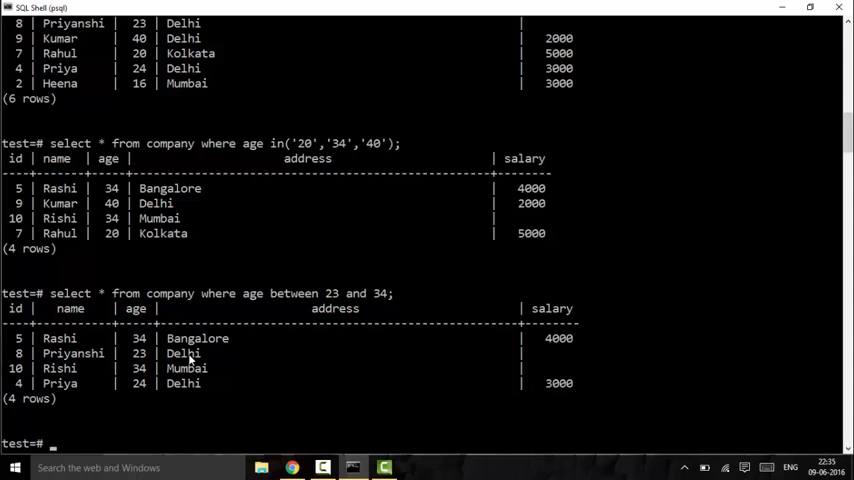 SQL Shell (psql)
8 | Priyanshi | 23 | Delhi |
9 | Kumar | 40 | Delhi | 2000
7 | Rahul | 20 | Kolkata | 5000
4 | Priya | 24 | Delhi | 3000
2 | Heena | 16 | Mumbai | 3000
(6 rows)
test=# select * from company where age in('20','34','40');
id | name | age | address | salary
----+-------+-----+----------------------------------------------------+--------
5 | Rashi | 34 | Bangalore | 4000
9 | Kumar | 40 | Delhi | 2000
10 | Rishi | 34 | Mumbai |
7 | Rahul | 20 | Kolkata | 5000
(4 rows)
test=# select * from company where age between 23 and 34;
id | name | age | address | salary
----+-----------+-----+----------------------------------------------------+--------
5 | Rashi | 34 | Bangalore | 4000
8 | Priyanshi | 23 | Delhi |
10 | Rishi | 34 | Mumbai |
4 | Priya | 24 | Delhi | 3000
(4 rows)
test=# _
Search the web and Windows
ENG
22:35
09-06-2016